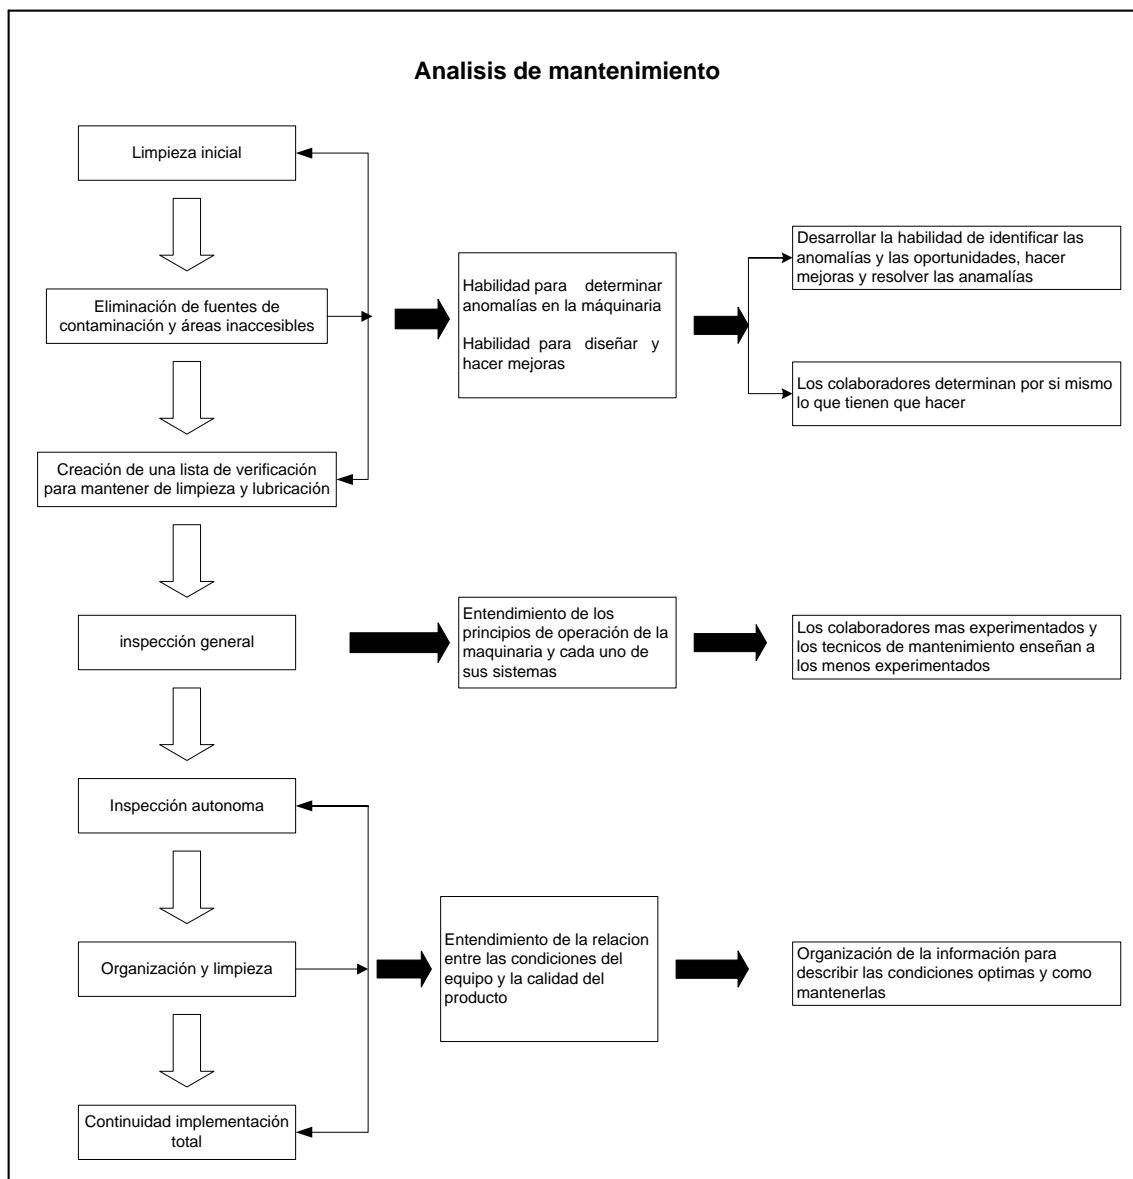 Analisis de mantenimiento
Limpieza inicial
Eliminación de fuentes de
contaminación y áreas inaccesibles
Habilidad para determinar
anomalías en la máquinaria
Habilidad para diseñar y
hacer mejoras
Desarrollar la habilidad de identificar las
anomalías y las oportunidades, hacer
mejoras y resolver las anamalías
Los colaboradores determinan por si mismo
lo que tienen que hacer
Creación de una lista de verificación
para mantener de limpieza y lubricación
inspección general
Entendimiento de los
principios de operación de la
maquinaria y cada uno de
sus sistemas
Los colaboradores mas experimentados y
los tecnicos de mantenimiento enseñan a
los menos experimentados
Inspección autonoma
Organización y limpieza
Entendimiento de la relacion
entre las condiciones del
equipo y la calidad del
producto
Organización de la información para
describir las condiciones optimas y como
mantenerlas
Continuidad implementación
total